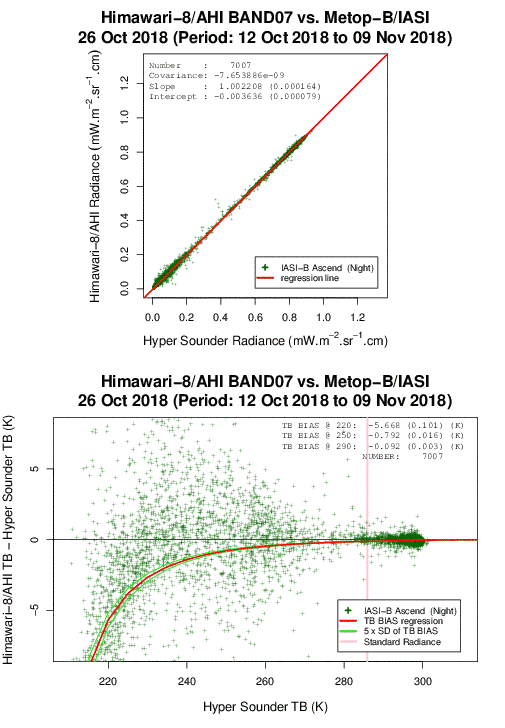 Himawari−8/AHI BAND07 vs. Metop−B/IASI
26 Oct 2018 (Period: 12 Oct 2018 to 09 Nov 2018)
Number : 7007
Covariance: -7.653886e-09
Slope : 1.002208 (0.000164)
Intercept : -0.003636 (0.000079)
Himawari−8/AHI Radiance (mW.m−2.sr−1.cm)
1.2
1.0
0.8
0.6
0.4
0.2
0.0
IASI−B Ascend (Night)
regression line
0.0 0.2 0.4 0.6 0.8 1.0 1.2
Hyper Sounder Radiance (mW.m−2.sr−1.cm)
Himawari−8/AHI BAND07 vs. Metop−B/IASI
26 Oct 2018 (Period: 12 Oct 2018 to 09 Nov 2018)
TB BIAS @ 220: -5.668 (0.101) (K)
TB BIAS @ 250: -0.792 (0.016) (K)
TB BIAS @ 290: -0.092 (0.003) (K)
NUMBER: 7007
Himawari−8/AHI TB − Hyper Sounder TB (K)
5
0
−5
IASI−B Ascend (Night)
TB BIAS regression
5 x SD of TB BIAS
Standard Radiance
220 240 260 280 300
Hyper Sounder TB (K)